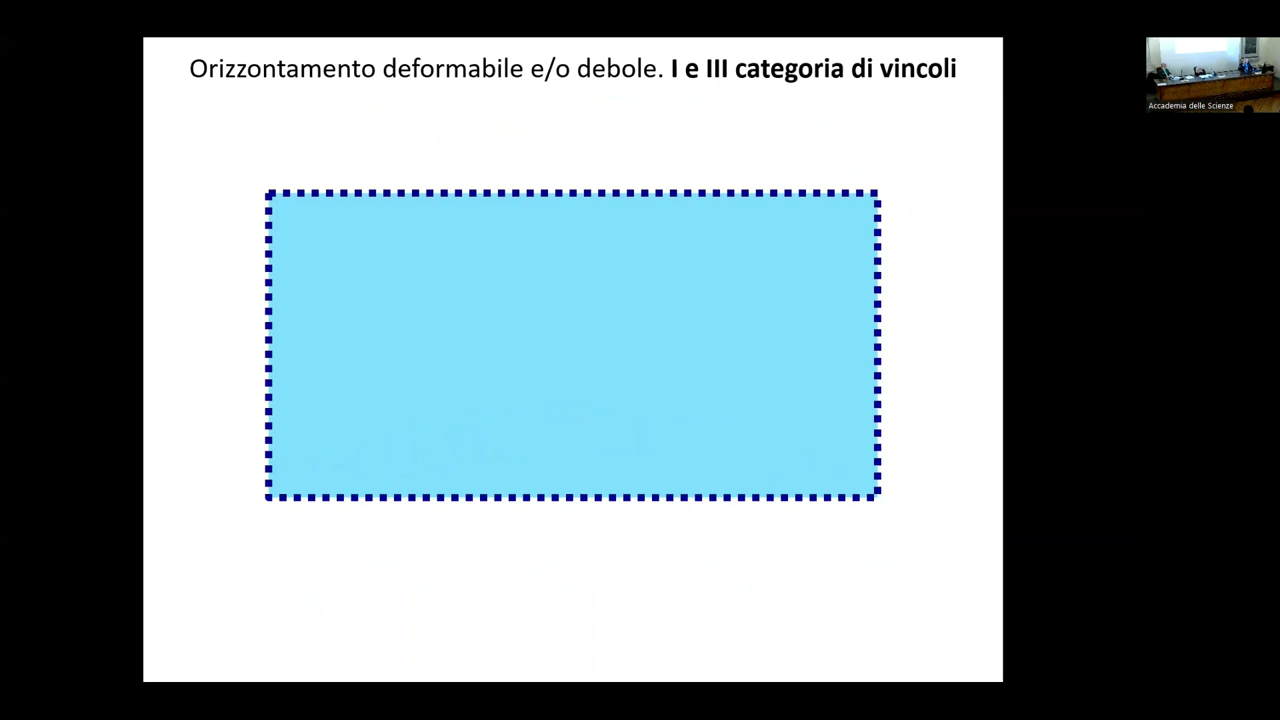 Orizzontamento deformabile e/o debole. I e III categoria di vincoli
Accademia delle Scienze